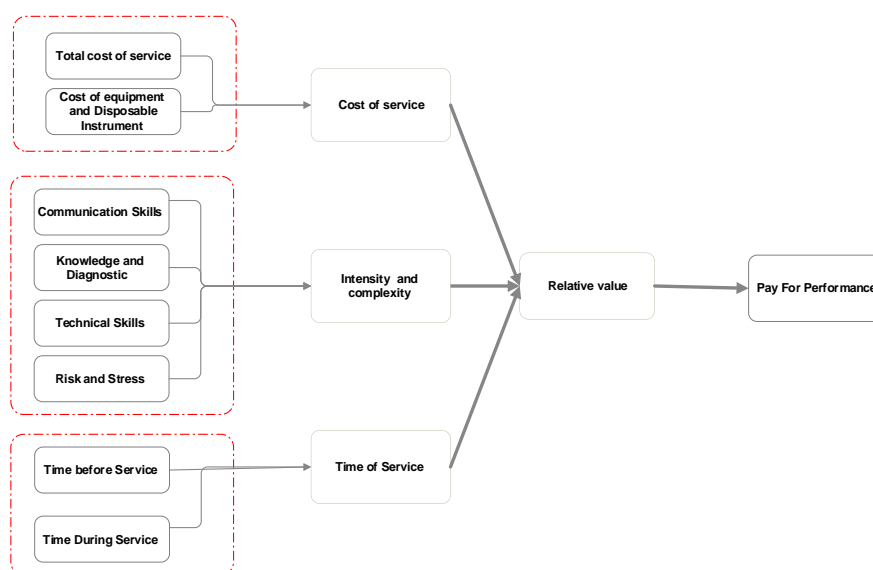 Total cost of service
Cost of equipment
and Disposable
Instrument
Cost of service
Communication Skills
Knowledge and
Diagnostic
Technical Skills
Risk and Stress
Intensity and
complexity
Relative value
Pay For Performance
Time before Service
Time During Service
Time of Service